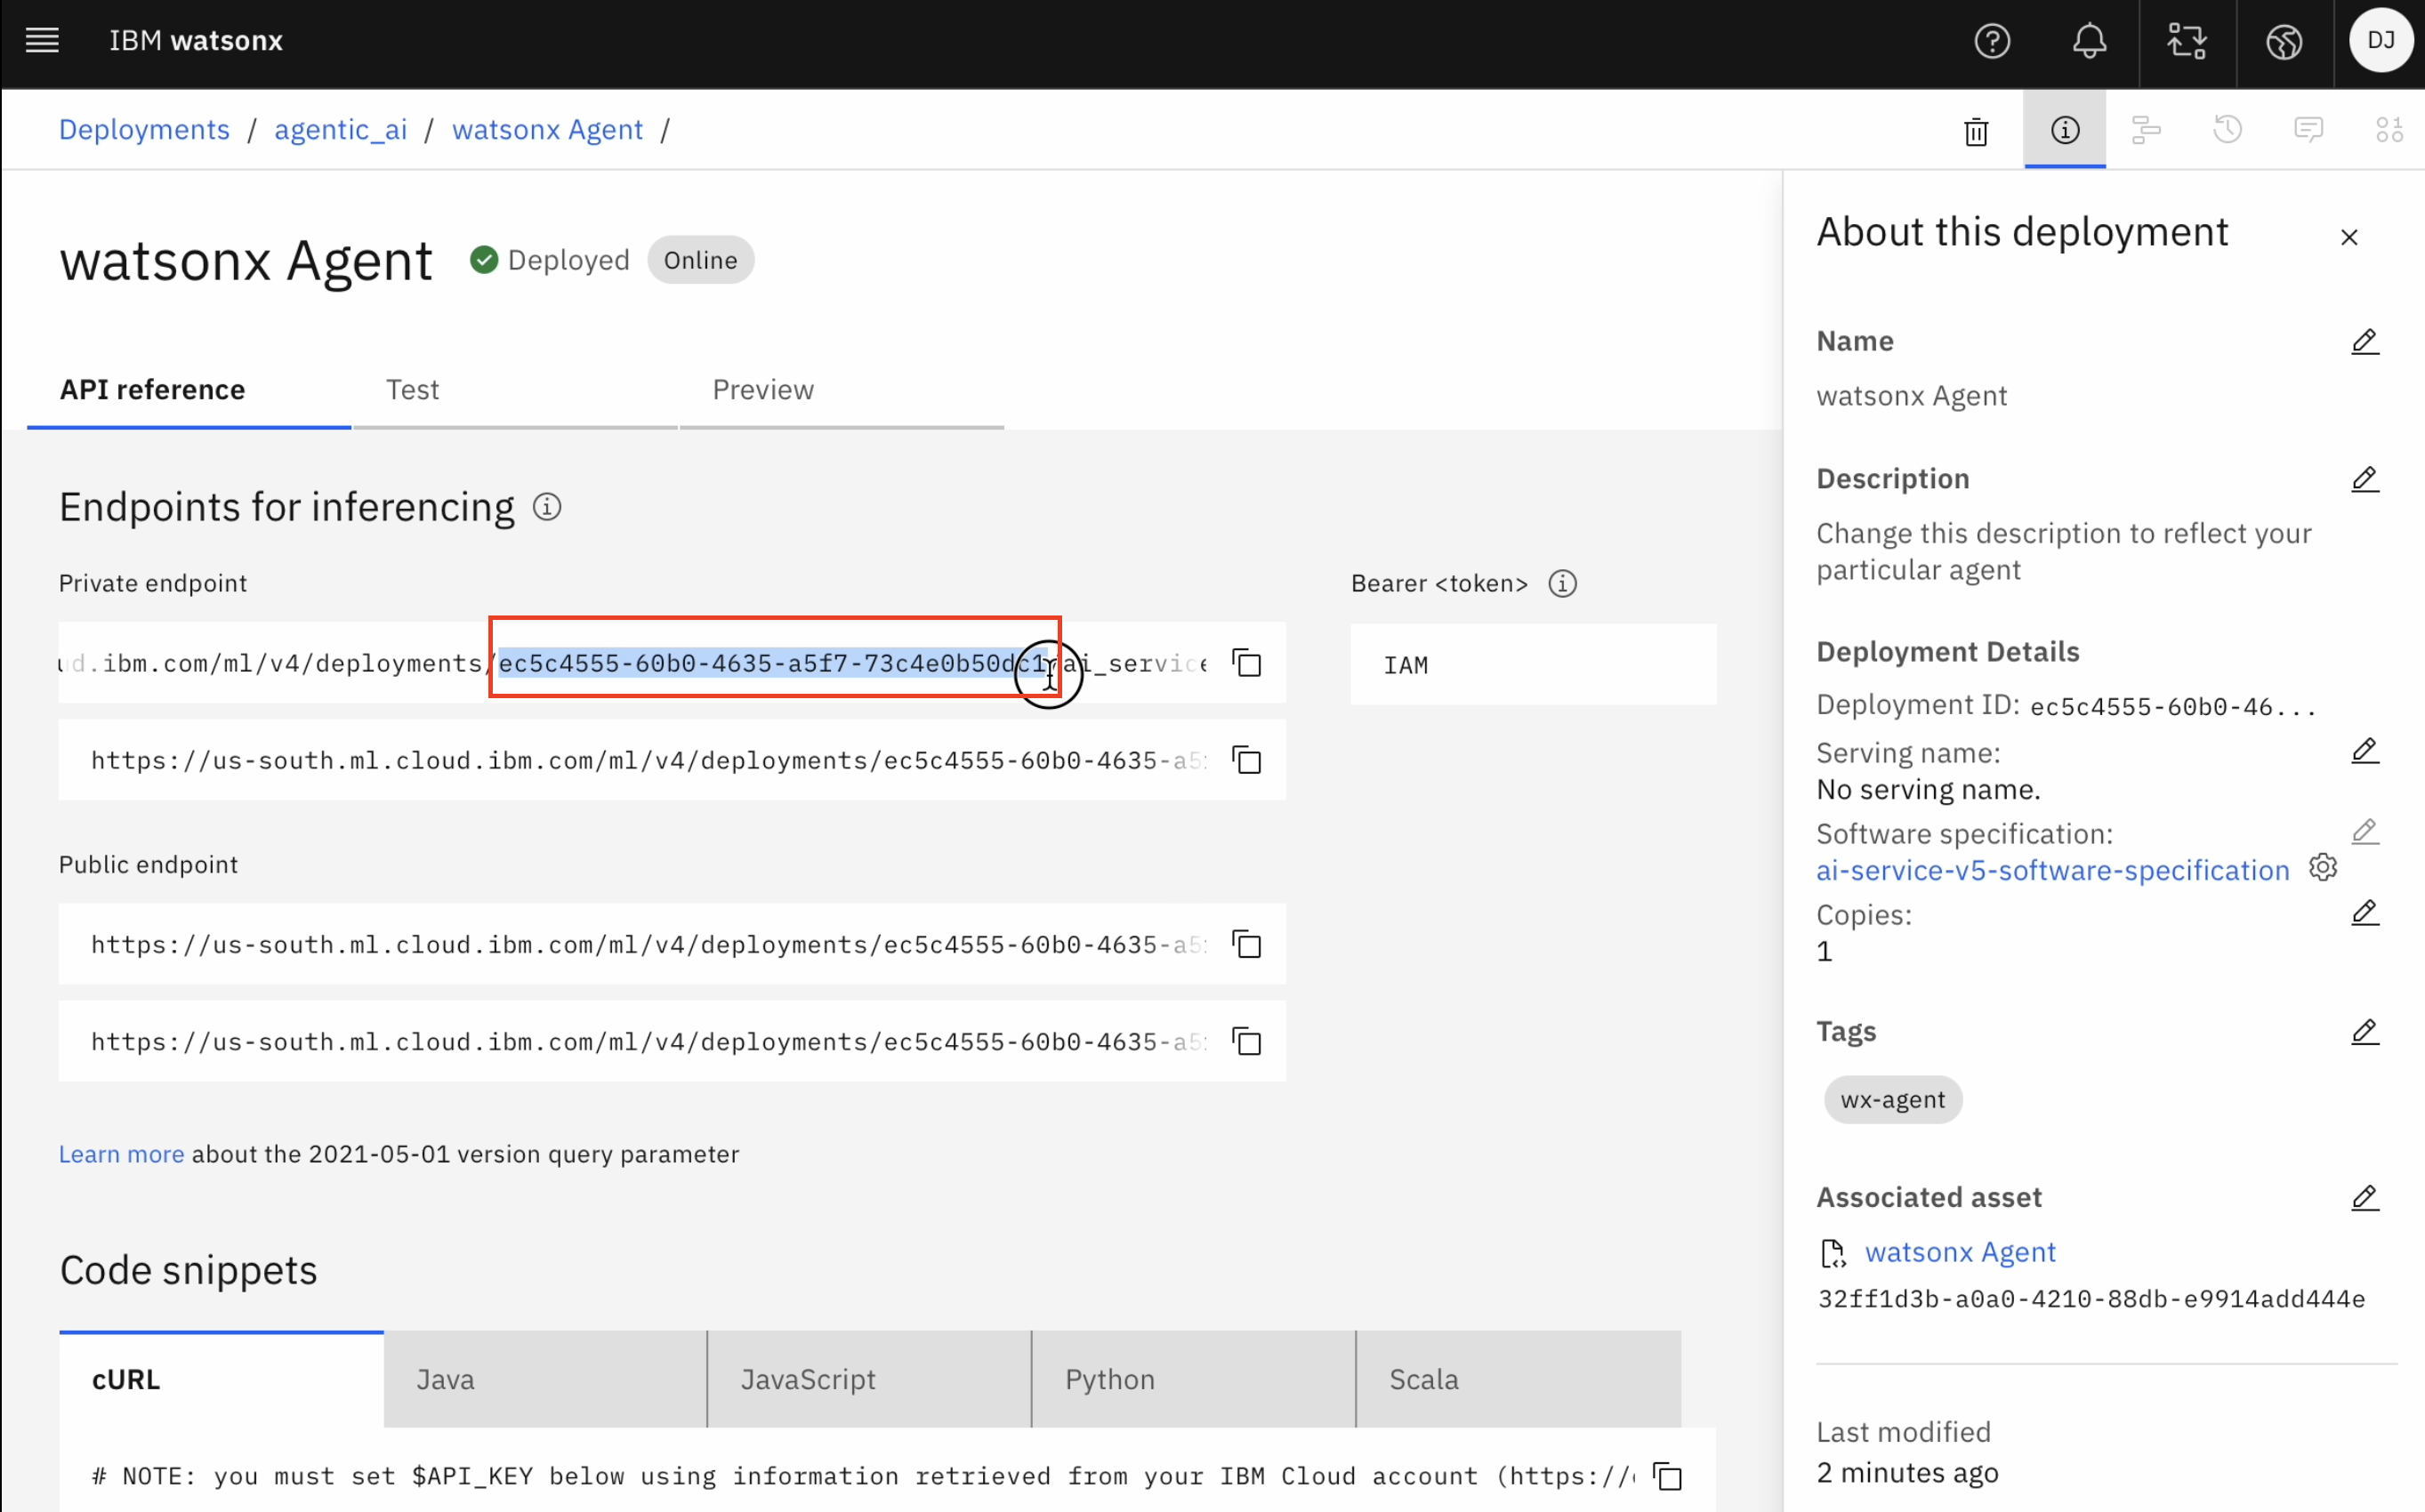 IBM watsonx
DJ
Deployments / agentic_ai / watsonx Agent /
watsonx Agent
Deployed
Online
API reference
Test
Preview
Endpoints for inferencing
Private endpoint
d.ibm.com/ml/v4/deployments/ec5c4555-60b0-4635-a5f7-73c4e0b50dc1/ai_service
https://us-south.ml.cloud.ibm.com/ml/v4/deployments/ec5c4555-60b0-4635-a5
Bearer <token>
IAM
Public endpoint
https://us-south.ml.cloud.ibm.com/ml/v4/deployments/ec5c4555-60b0-4635-a5
https://us-south.ml.cloud.ibm.com/ml/v4/deployments/ec5c4555-60b0-4635-a5
Learn more about the 2021-05-01 version query parameter
Code snippets
cURL
Java
JavaScript
Python
Scala
# NOTE: you must set $API_KEY below using information retrieved from your IBM Cloud account (https://
About this deployment
Name
watsonx Agent
Description
Change this description to reflect your
particular agent
Deployment Details
Deployment ID: ec5c4555-60b0-46...
Serving name:
No serving name.
Software specification:
ai-service-v5-software-specification
Copies:
1
Tags
wx-agent
Associated asset
watsonx Agent
32ff1d3b-a0a0-4210-88db-e9914add444e
Last modified
2 minutes ago